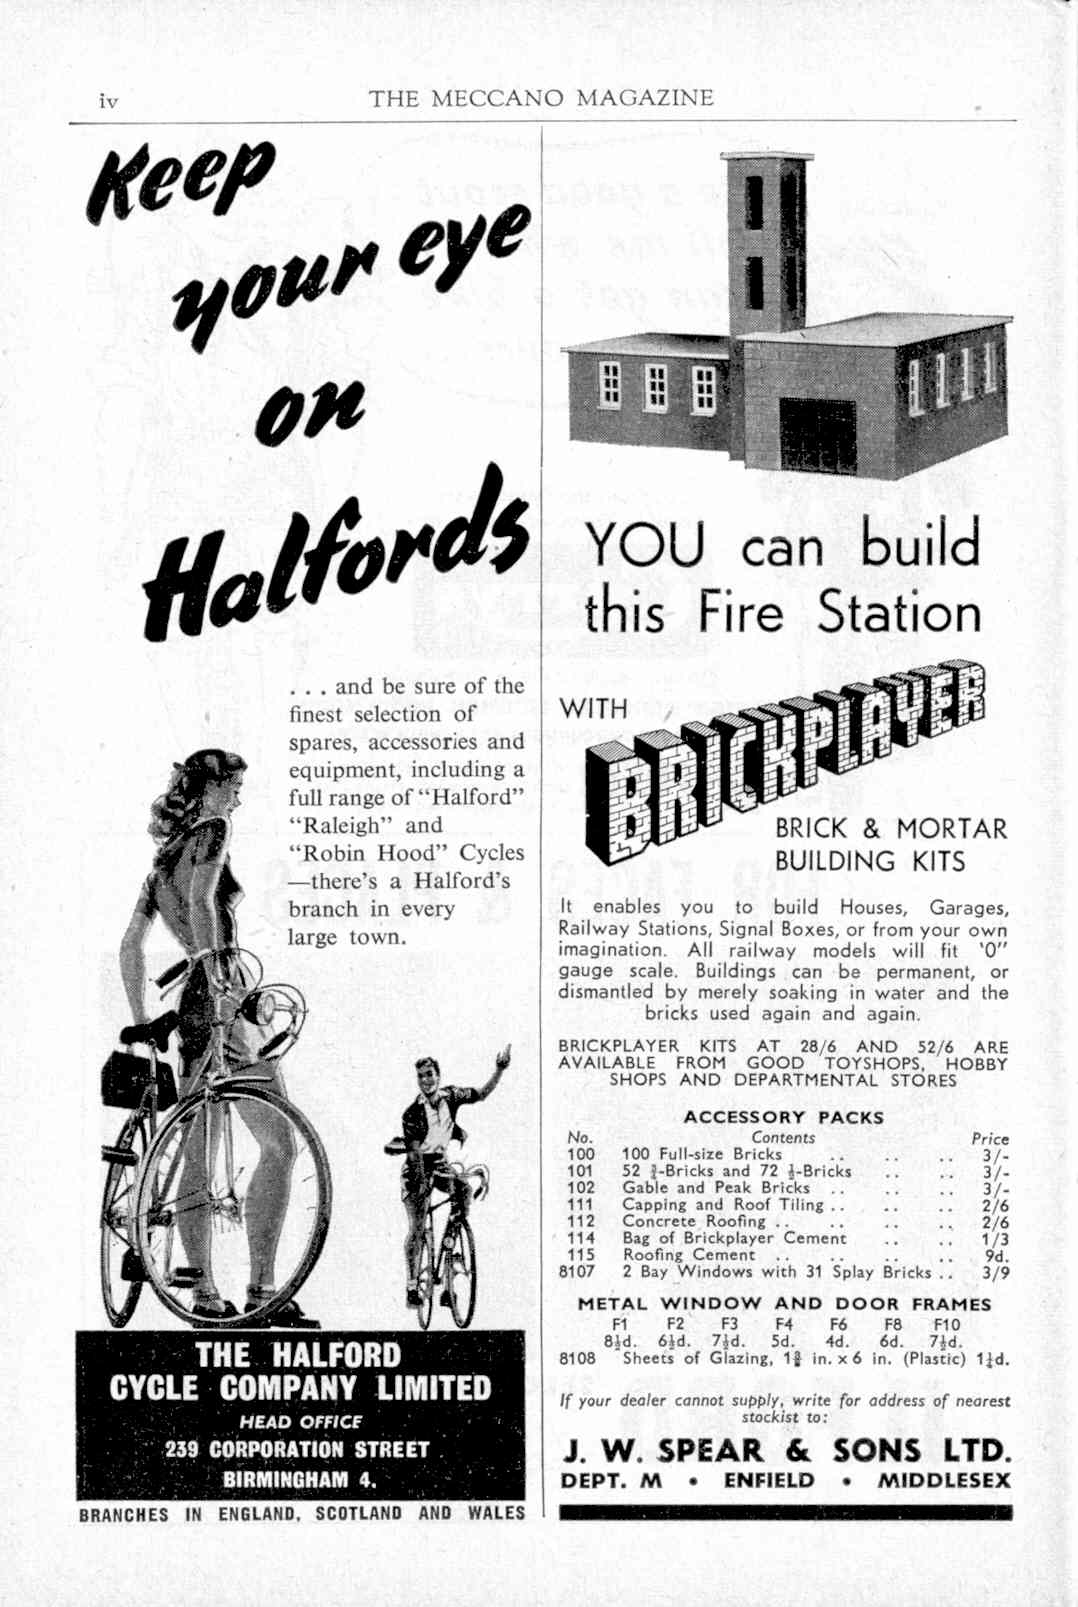 iv
THE MECCANO MAGAZINE
Keep
your eye
on
Halfords
. . . and be sure of the
finest selection of
spares, accessories and
equipment, including a
full range of "Halford"
"Raleigh" and
"Robin Hood" Cycles
—there's a Halford's
branch in every
large town.
THE HALFORD
CYCLE COMPANY LIMITED
HEAD OFFICE
239 CORPORATION STREET
BIRMINGHAM 4.
BRANCHES IN ENGLAND, SCOTLAND AND WALES
YOU can build
this Fire Station
WITH
BRICKPLAYER
BRICK & MORTAR
BUILDING KITS
It enables you to build Houses, Garages,
Railway Stations, Signal Boxes, or from your own
imagination. All railway models will fit '0"
gauge scale. Buildings can be permanent, or
dismantled by merely soaking in water and the
bricks used again and again.
BRICKPLAYER KITS AT 28/6 AND 52/6 ARE
AVAILABLE FROM GOOD TOYSHOPS, HOBBY
SHOPS AND DEPARTMENTAL STORES
ACCESSORY PACKS
No. Contents Price
100 100 Full-size Bricks .. .. .. 3/-
101 52 ¾-Bricks and 72 ½-Bricks .. .. 3/-
102 Gable and Peak Bricks .. .. .. 3/-
111 Capping and Roof Tiling .. .. .. 2/6
112 Concrete Roofing .. .. .. .. 2/6
114 Bag of Brickplayer Cement .. .. 1/3
115 Roofing Cement .. .. .. .. 9d.
8107 2 Bay Windows with 31 Splay Bricks .. 3/9
METAL WINDOW AND DOOR FRAMES
F1 F2 F3 F4 F6 F8 F10
8½d. 6½d. 7½d. 5d. 4d. 6d. 7½d.
8108 Sheets of Glazing, in. x 6 in. (Plastic)
If your dealer cannot supply, write for address of nearest
stockist to:
J. W. SPEAR & SONS LTD.
DEPT. M • ENFIELD • MIDDLESEX